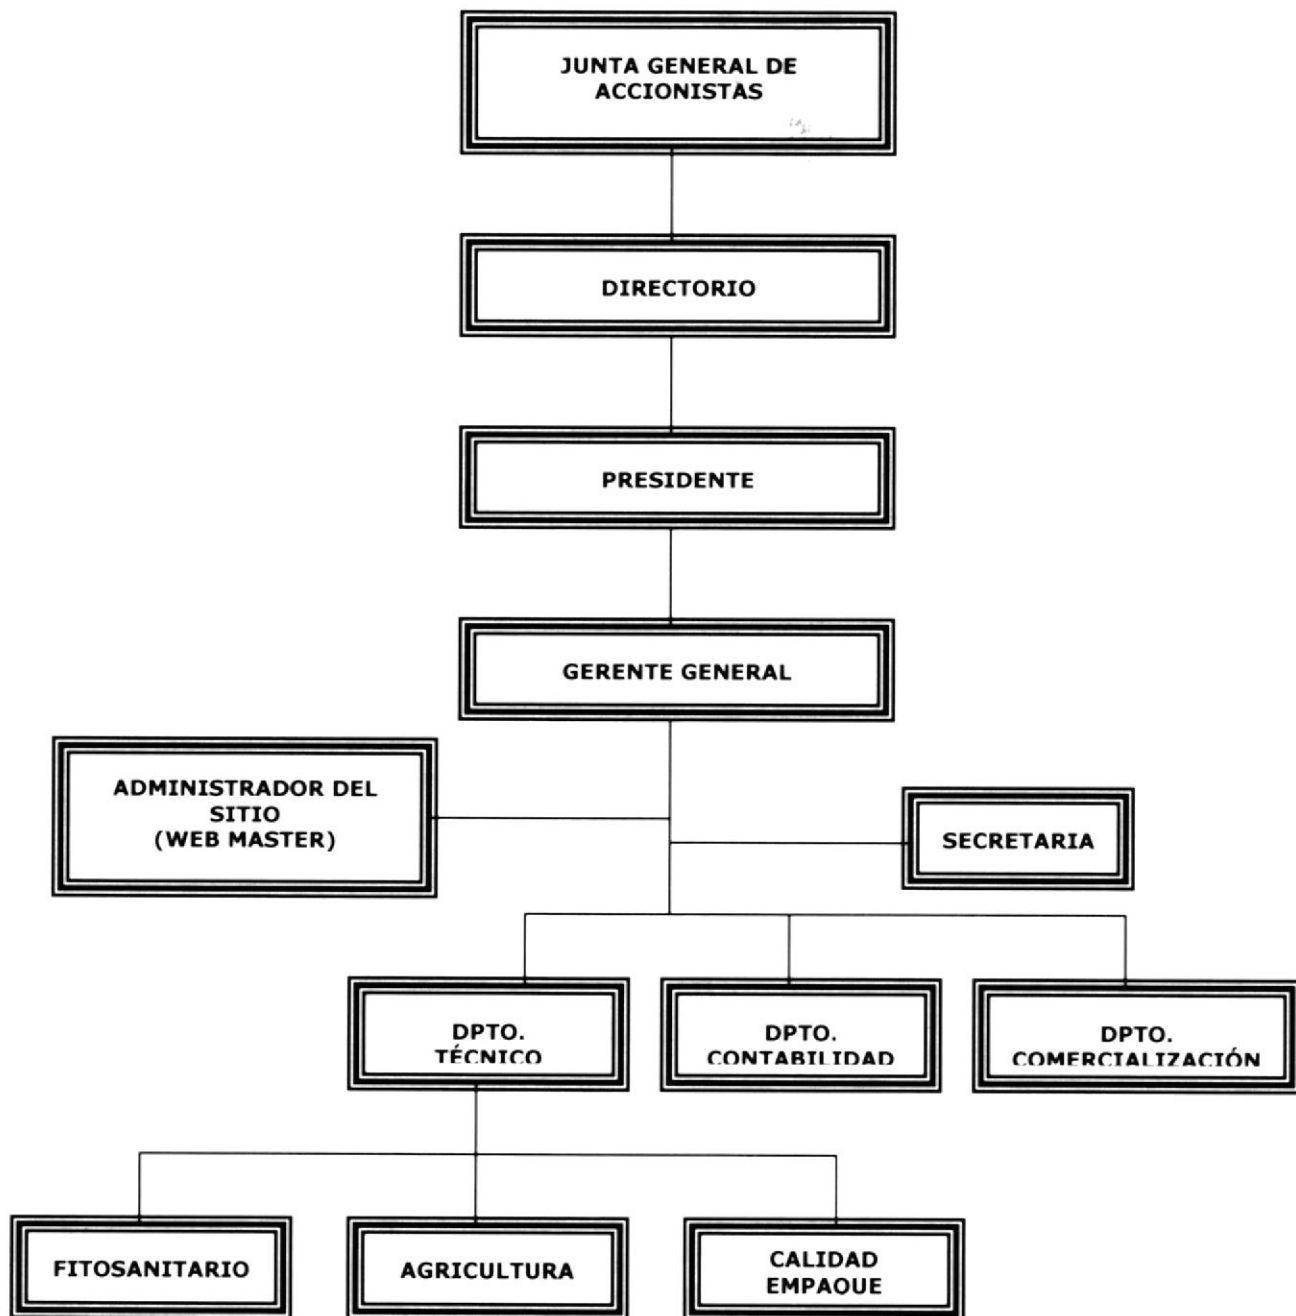 JUNTA GENERAL DE
ACCIONISTAS
DIRECTORIO
PRESIDENTE
GERENTE GENERAL
ADMINISTRADOR DEL
SITIO
(WEB MASTER)
SECRETARIA
DPTO.
TÉCNICO
DPTO.
CONTABILIDAD
DPTO.
COMERCIALIZACIÓN
FITOSANITARIO
AGRICULTURA
CALIDAD
EMPAQUE